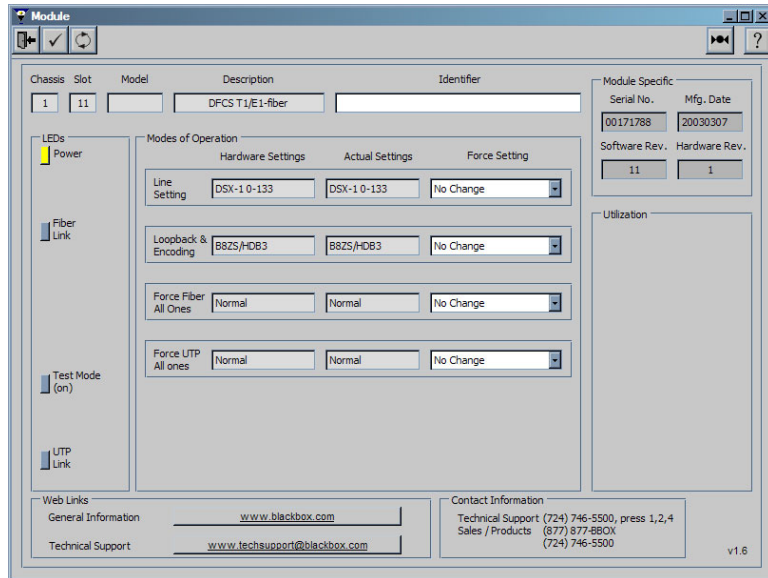 Module
?
Chassis Slot Model Description Identifier
1 11 DFCS T1/E1-fiber
Module Specific
Serial No. Mfg. Date
00171788 20030307
Software Rev. Hardware Rev.
11 1
LEDs
Power
Fiber
Link
Test Mode
(on)
UTP
Link
Modes of Operation
Hardware Settings Actual Settings Force Setting
Line
Setting
DSX-1 0-133 DSX-1 0-133 No Change
Loopback &
Encoding
B8ZS/HDB3 B8ZS/HDB3 No Change
Force Fiber
All Ones
Normal Normal No Change
Force UTP
All ones
Normal Normal No Change
Utilization
Web Links
General Information www.blackbox.com
Technical Support www.techsupport@blackbox.com
Contact Information
Technical Support (724) 746-5500, press 1,2,4
Sales / Products (877) 877-BBOX
(724) 746-5500
v1.6